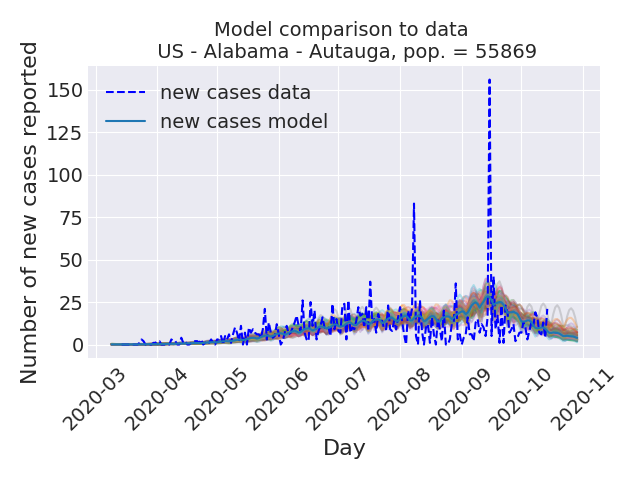 Model comparison to data
US - Alabama - Autauga, pop. = 55869
Number of new cases reported
150
125
100
75
50
25
0
new cases data
new cases model
2020-03
2020-04
2020-05
2020-06
2020-07
2020-08
2020-09
2020-10
2020-11
Day